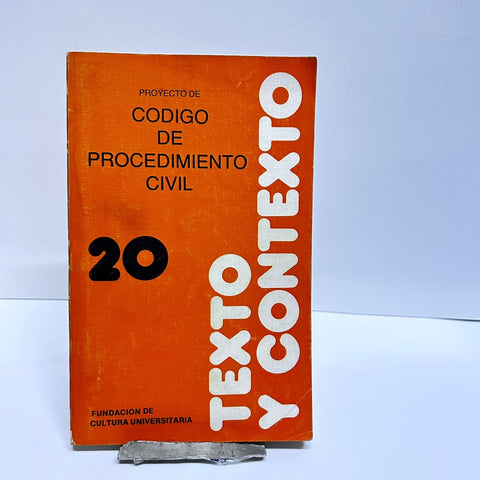 PROYECTO DE
CODIGO
DE
PROCEDIMIENTO
CIVIL
20
TEXTO
Y CONTEXTO
FUNDACION DE
CULTURA UNIVERSITARIA